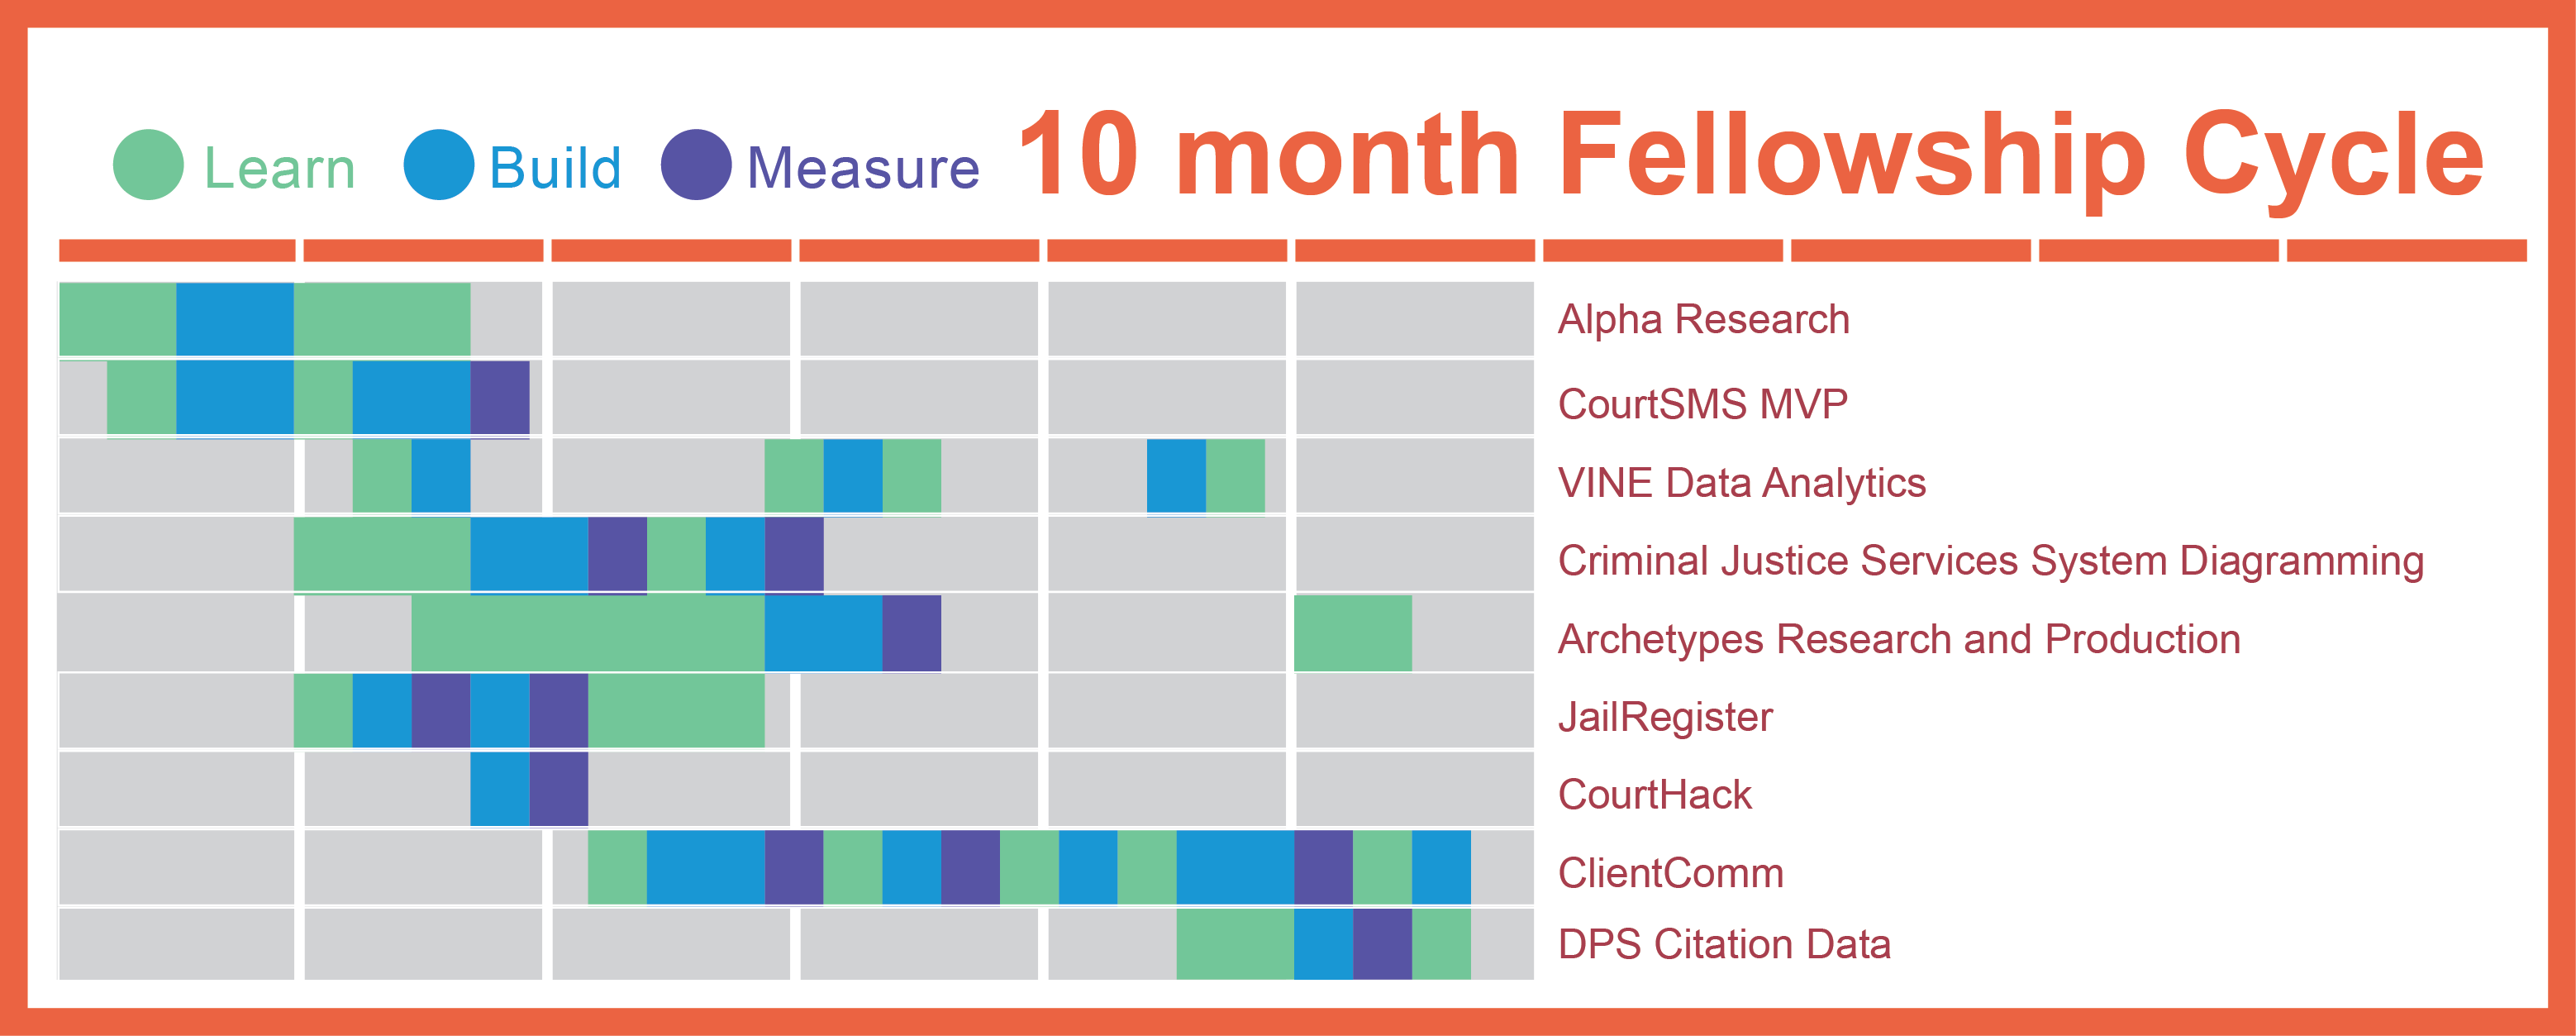 Learn
Build
Measure
10 month Fellowship Cycle
Alpha Research
CourtSMS MVP
VINE Data Analytics
Criminal Justice Services System Diagramming
Archetypes Research and Production
JailRegister
CourtHack
ClientComm
DPS Citation Data